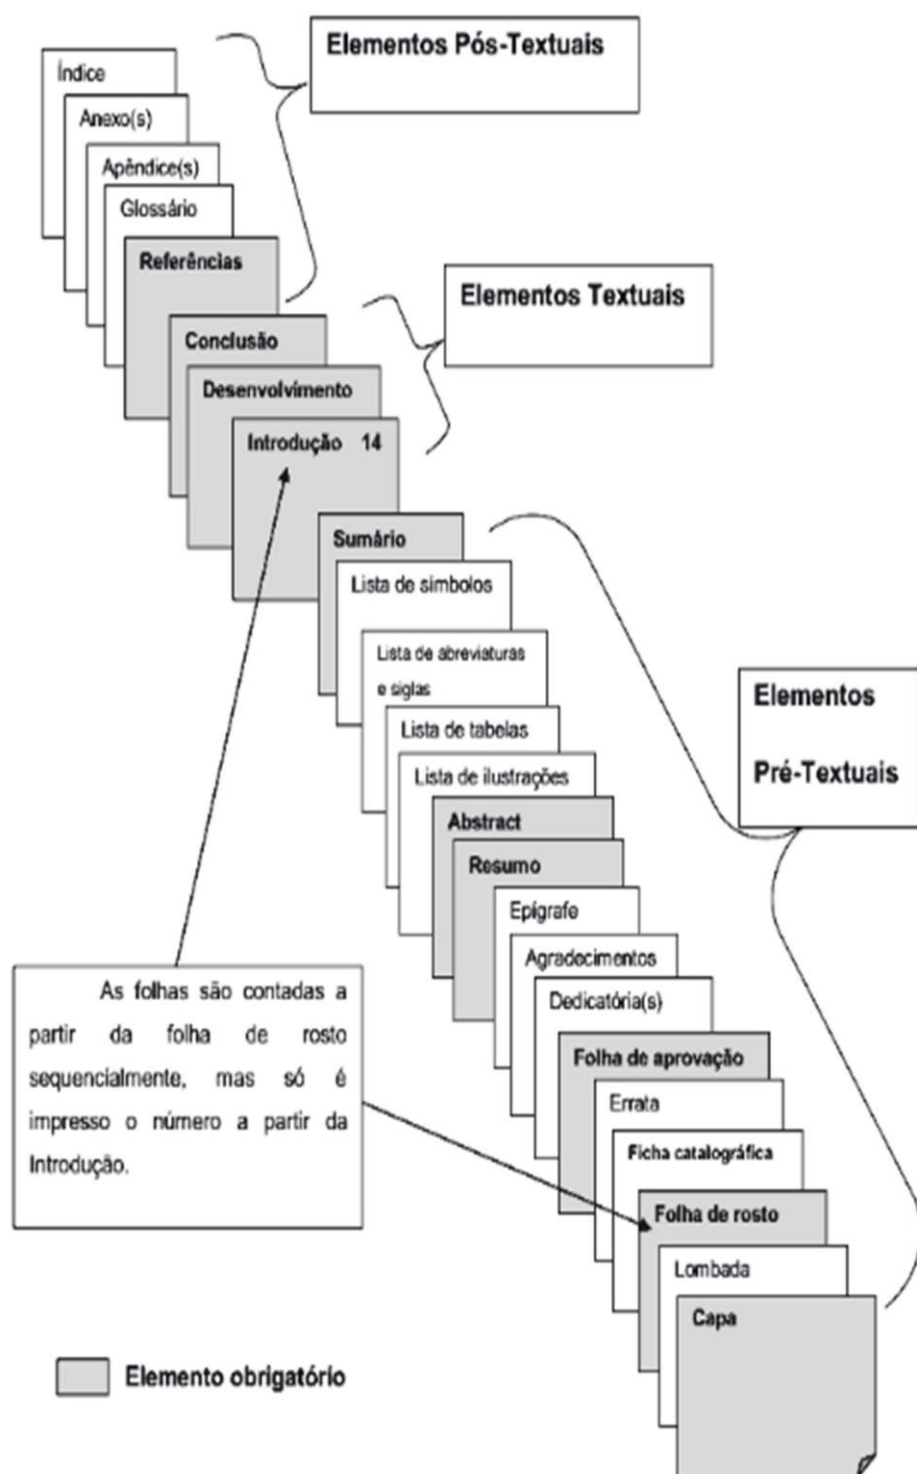 Elementos Pós-Textuais
Índice
Anexo(s)
Apêndice(s)
Glossário
Referências
Elementos Textuais
Conclusão
Desenvolvimento
Introdução 14
Sumário
Lista de símbolos
Lista de abreviaturas
e siglas
Lista de tabelas
Lista de ilustrações
Elementos
Pré-Textuais
Abstract
Resumo
Epígrafe
Agradecimentos
Dedicatória(s)
Folha de aprovação
Errata
Ficha catalográfica
Folha de rosto
Lombada
Capa
As folhas são contadas a
partir da folha de rosto
sequencialmente, mas só é
impresso o número a partir da
Introdução.
Elemento obrigatório